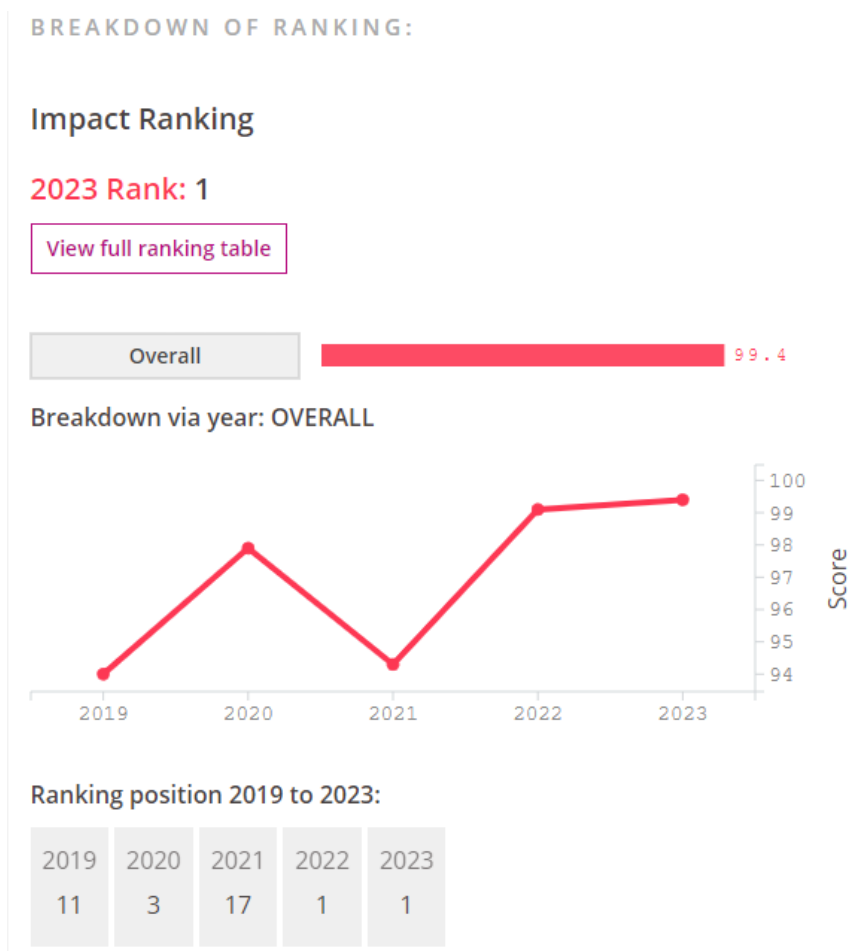 BREAKDOWN OF RANKING:
Impact Ranking
2023 Rank: 1
View full ranking table
Overall 99.4
Breakdown via year: OVERALL
100
99
98
97
96
95
94
Score
2019 2020 2021 2022 2023
Ranking position 2019 to 2023:
2019 2020 2021 2022 2023
11 3 17 1 1